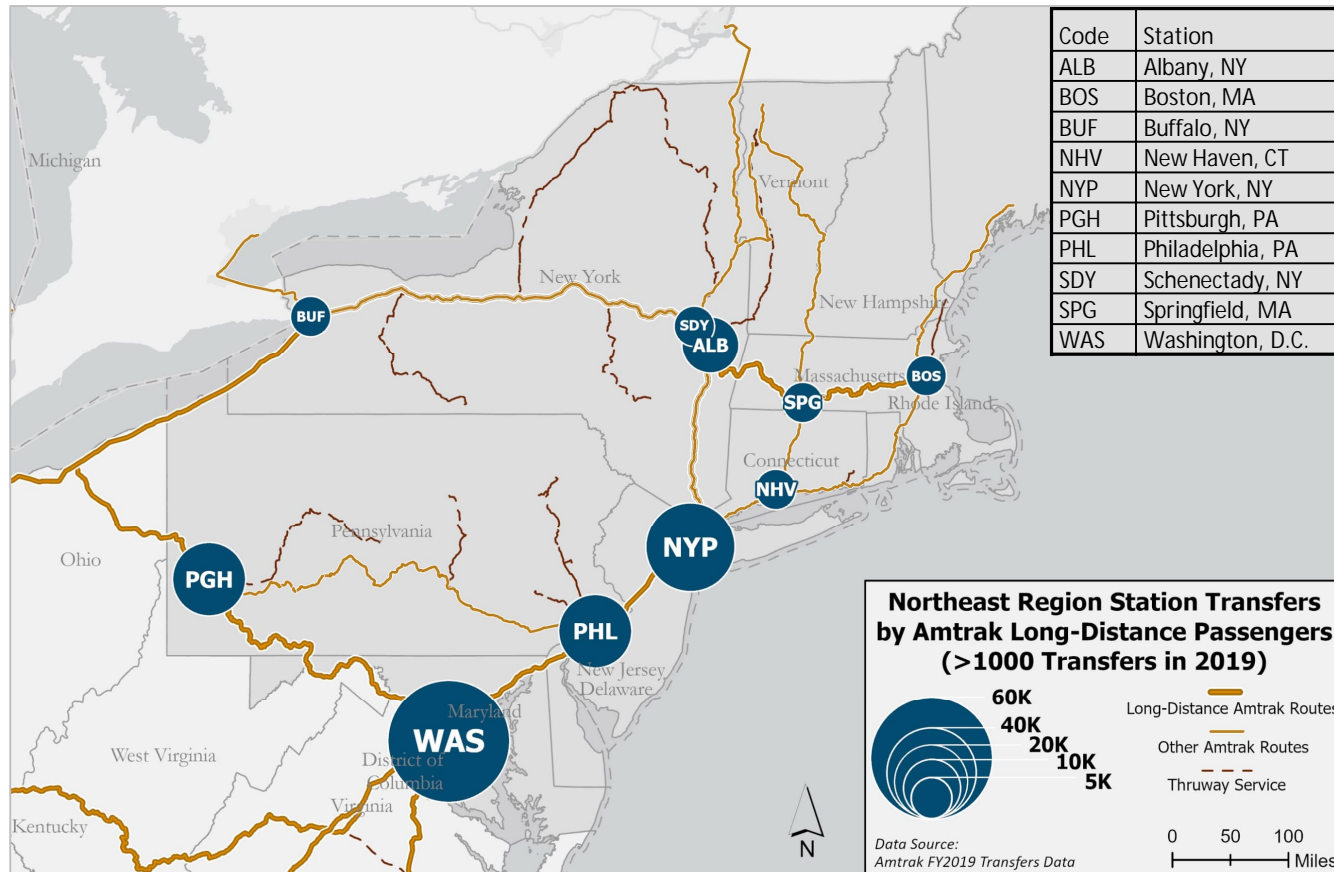 Code Station
ALB Albany, NY
BOS Boston, MA
BUF Buffalo, NY
NHV New Haven, CT
NYP New York, NY
PGH Pittsburgh, PA
PHL Philadelphia, PA
SDY Schenectady, NY
SPG Springfield, MA
WAS Washington, D.C.
Michigan
Vermont
New York
New Hampshire
BUF
SDY
ALB
Massachusetts
BOS
SPG
Rhode Island
Connecticut
NHV
Pennsylvania
NYP
Ohio
PGH
PHL
New Jersey
Delaware
Maryland
WAS
West Virginia
District of
Columbia
Virginia
Kentucky
Northeast Region Station Transfers
by Amtrak Long-Distance Passengers
(>1000 Transfers in 2019)
60K
40K
20K
10K
5K
Long-Distance Amtrak Routes
Other Amtrak Routes
Thruway Service
N
Data Source:
Amtrak FY2019 Transfers Data
0 50 100
Miles